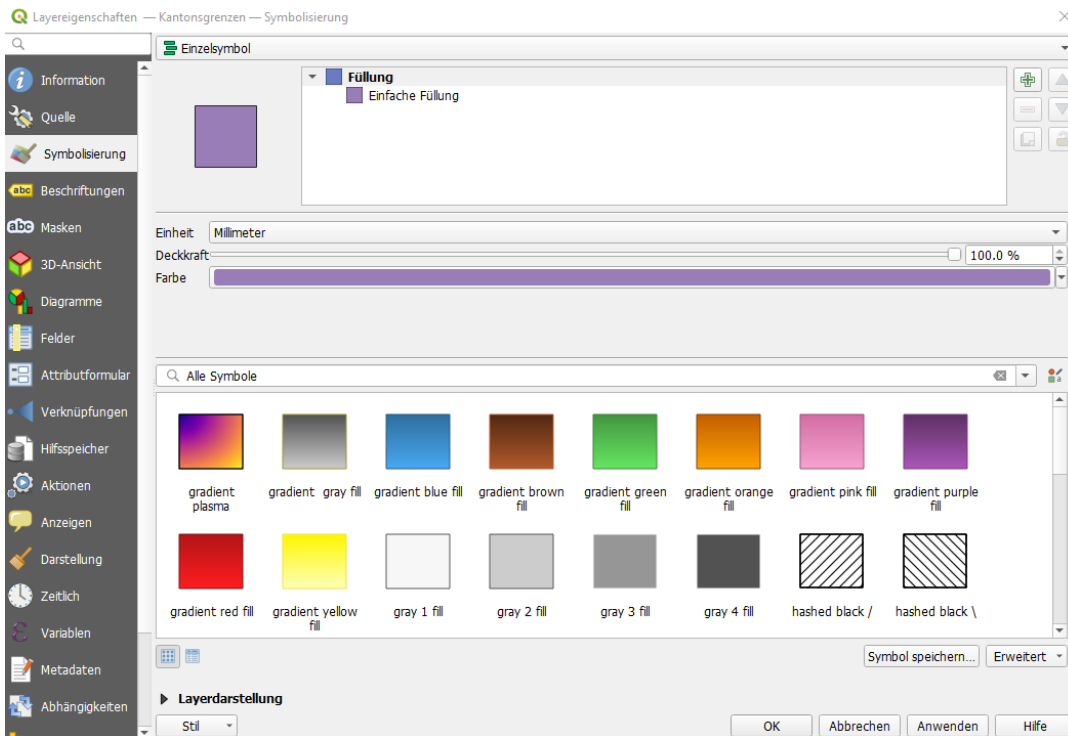 Layereigenschaften — Kantonsgrenzen — Symbolisierung
Einzelsymbol
Information
Quelle
Symbolisierung
abc Beschriftungen
abc Masken
3D-Ansicht
Diagramme
Felder
Attributformular
Verknüpfungen
Hilfsspeicher
Aktionen
Anzeigen
Darstellung
Zeitlich
Variablen
Metadaten
Abhängigkeiten
Füllung
Einfache Füllung
Einheit Millimeter
Deckkraft 100.0 %
Farbe
Alle Symbole
gradient plasma
gradient gray fill
gradient blue fill
gradient brown fill
gradient green fill
gradient orange fill
gradient pink fill
gradient purple fill
gradient red fill
gradient yellow fill
gray 1 fill
gray 2 fill
gray 3 fill
gray 4 fill
hashed black /
hashed black \
Symbol speichern... Erweitert
Layerdarstellung
Stil OK Abbrechen Anwenden Hilfe